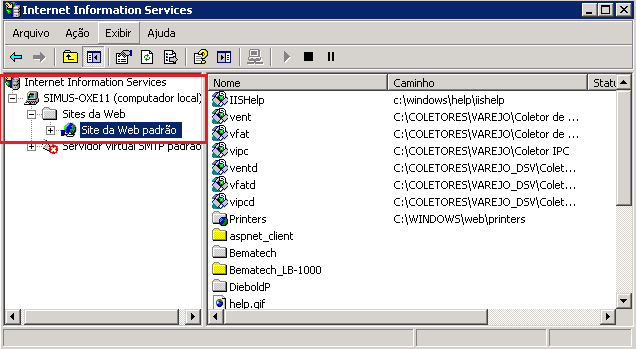 Internet Information Services
Arquivo Ação Exibir Ajuda
Internet Information Services
SIMUS-OXE11 (computador local)
Sites da Web
Site da Web padrão
Servidor virtual SMTP padrão
Nome Caminho Statu
IISHelp c:\windows\help\iishelp
vent C:\COLETORES\VAREJO\Coletor de ...
vfat C:\COLETORES\VAREJO\Coletor de ...
vipc C:\COLETORES\VAREJO\Coletor IPC
ventd C:\COLETORES\VAREJO_DSV\Colet...
vfatd C:\COLETORES\VAREJO_DSV\Colet...
vipcd C:\COLETORES\VAREJO_DSV\Colet...
Printers C:\WINDOWS\web\printers
aspnet_client
Bematech
Bematech_LB-1000
DieboldP
help.gif